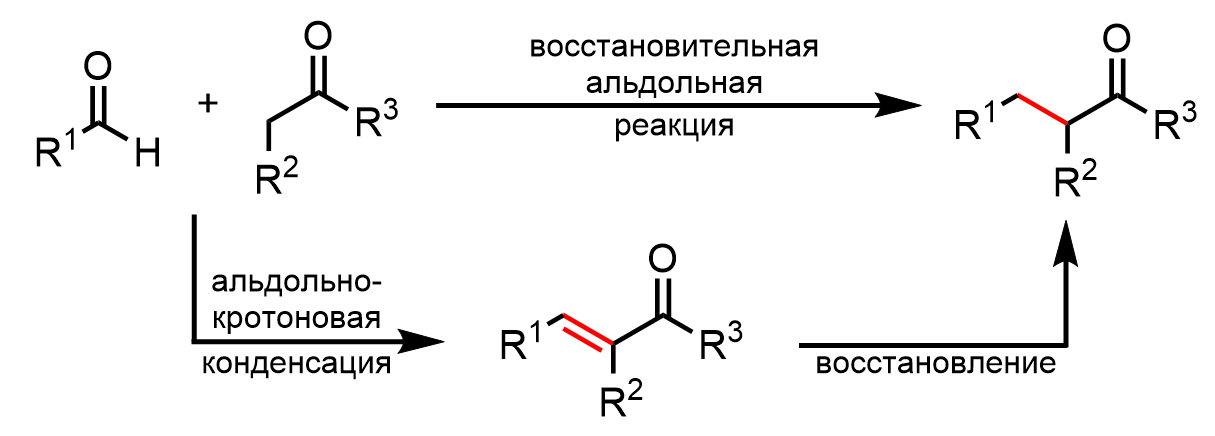 O
R¹
H
+
O
R²
R³
восстановительная
альдольная
реакция
O
R¹
R²
R³
альдольно-
кротоновая
конденсация
O
R¹
R²
R³
восстановление